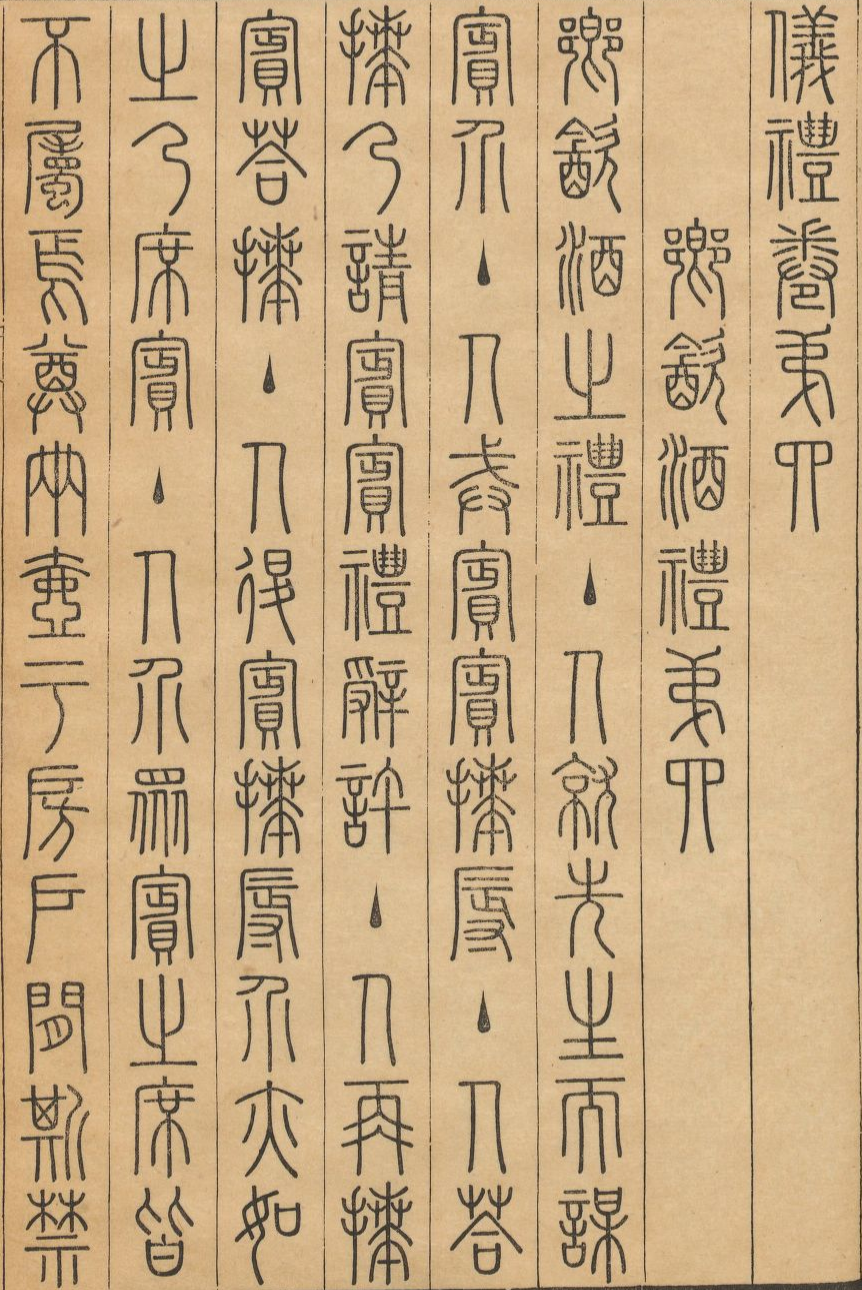 儀禮卷弟四
鄉飲酒禮弟四
鄉飲酒之禮主人就先生而謀
賓介主人戒賓賓拜辱主人荅
拜乃請賓賓禮辭許主人再拜
賓荅拜主人退賓拜辱介亦如
之乃席賓主人介眾賓之席皆
不屬焉尊兩壺于房戶間斯禁